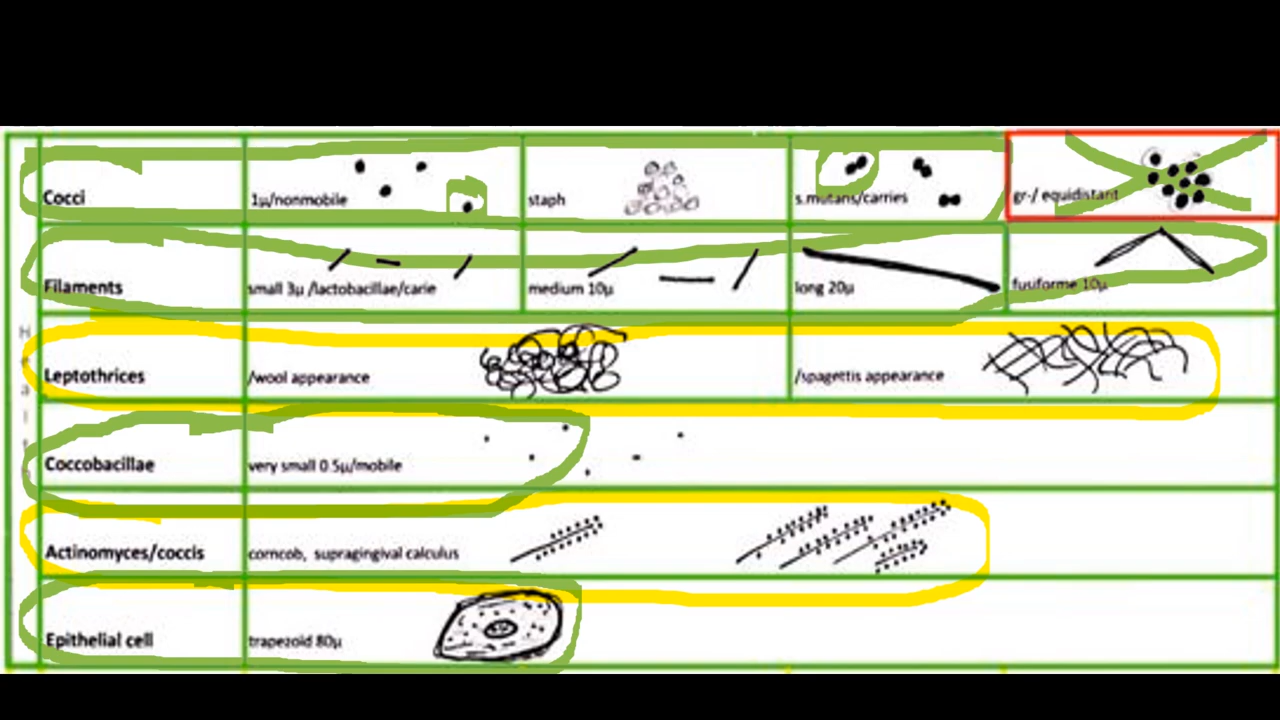 Cocci
1µ/nonmobile
staph
s.mutans/carries
gr-/ equidistant
Filaments
small 3µ /lactobacillae/carie
medium 10µ
long 20µ
fusiforme 10µ
Leptothrices
/wool appearance
/spagettis appearance
Coccobacillae
very small 0.5µ/mobile
Actinomyces/coccis
corncob, supragingival calculus
Epithelial cell
trapezoid 80µ